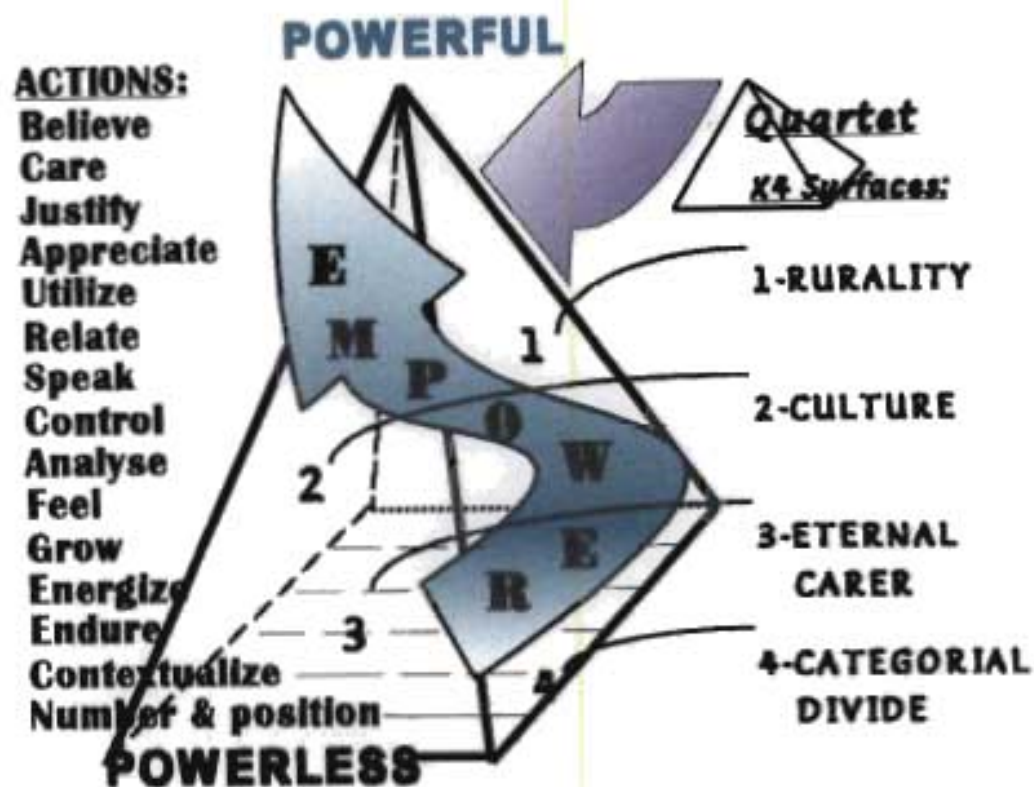 POWERFUL
ACTIONS:
Believe
Care
Justify
Appreciate
Utilize
Relate
Speak
Control
Analyse
Feel
Grow
Energize
Endure
Contextualize
Number & position
POWERLESS
E
M
P
O
W
E
R
1
2
3
4
Quartet
X4 Surfaces:
1-RURALITY
2-CULTURE
3-ETERNAL
CARER
4-CATEGORIAL
DIVIDE